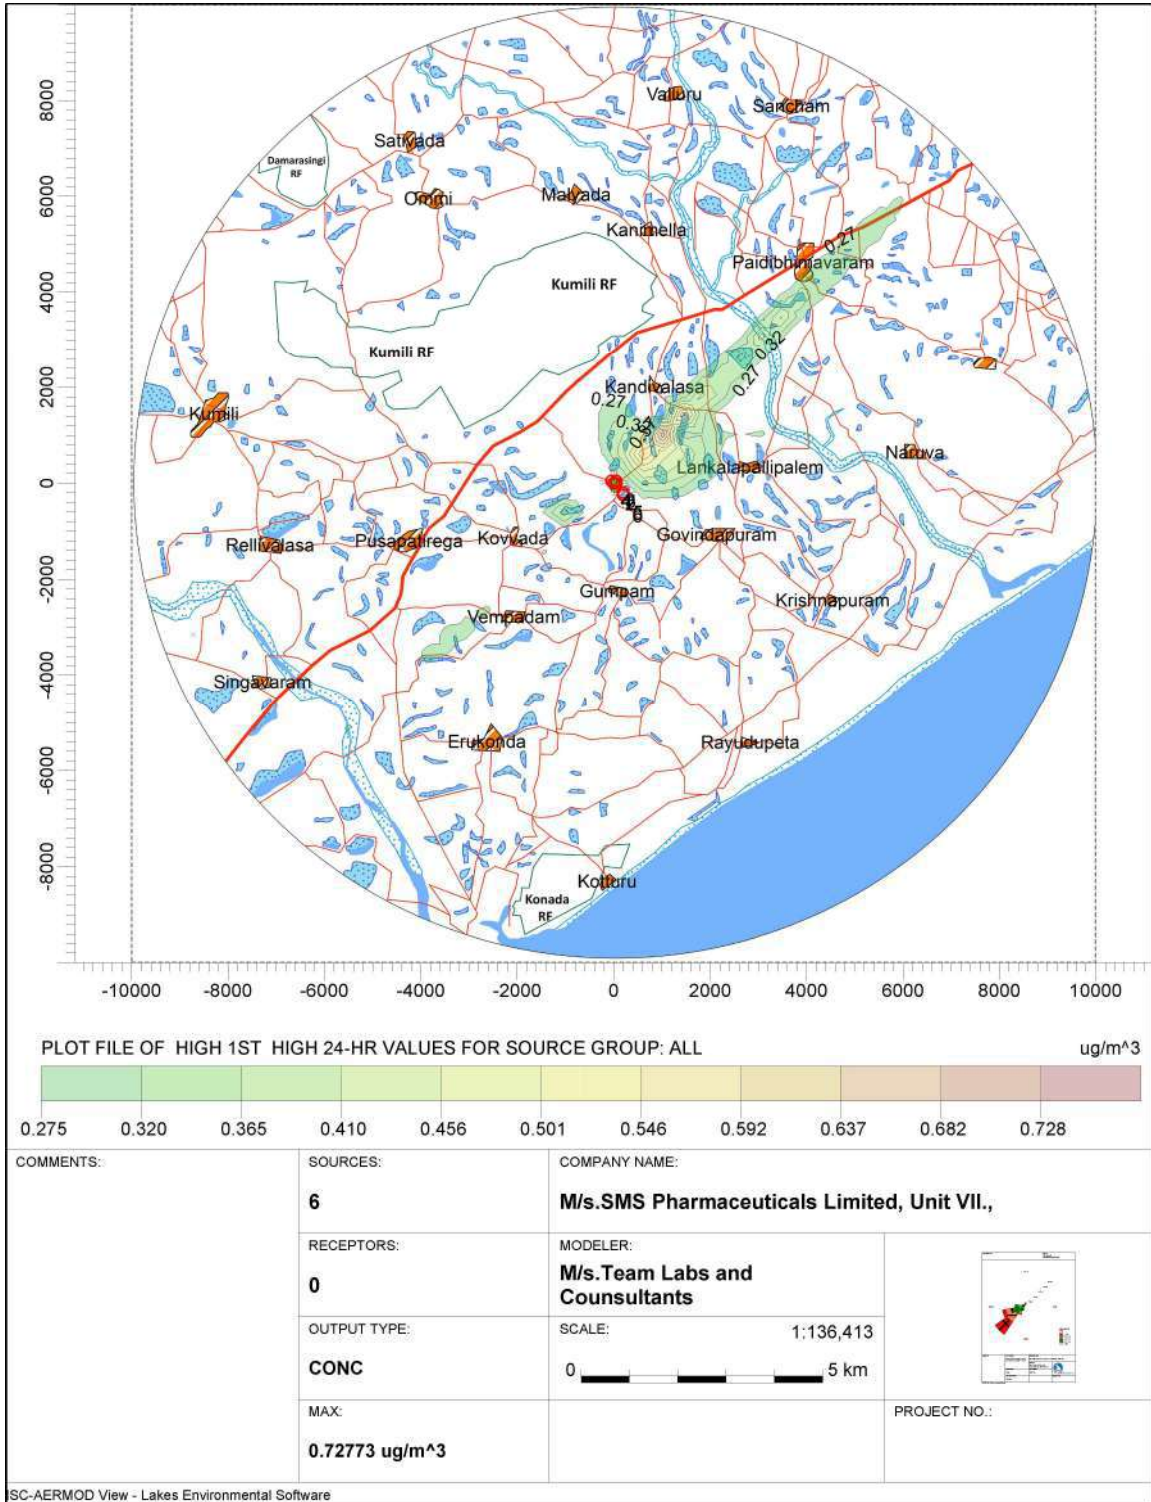 8000
6000
4000
2000
0
-2000
-4000
-6000
-8000
Valluru
Sancham
Sativada
Damarasingi
RF
Ommi
Malyada
Kanimella
0.27
Paidibhimavaram
Kumili RF
Kumili RF
0.32
0.27
Kandivalasa
0.27
Kumili
Naruva
Lankalapallipalem
Rellivalasa
Pusapatirega
Kovvada
Govindapuram
Gumpam
Krishnapuram
Vempadam
Singavaram
Erukonda
Rayudupeta
Kotturu
Konada
RF
-10000 -8000 -6000 -4000 -2000 0 2000 4000 6000 8000 10000
PLOT FILE OF HIGH 1ST HIGH 24-HR VALUES FOR SOURCE GROUP: ALL ug/m^3
0.275 0.320 0.365 0.410 0.456 0.501 0.546 0.592 0.637 0.682 0.728
COMMENTS:
SOURCES:
6
COMPANY NAME:
M/s.SMS Pharmaceuticals Limited, Unit VII.,
RECEPTORS:
0
MODELER:
M/s.Team Labs and
Counsultants
OUTPUT TYPE:
CONC
SCALE: 1:136,413
0 5 km
MAX:
0.72773 ug/m^3
PROJECT NO.:
ISC-AERMOD View - Lakes Environmental Software